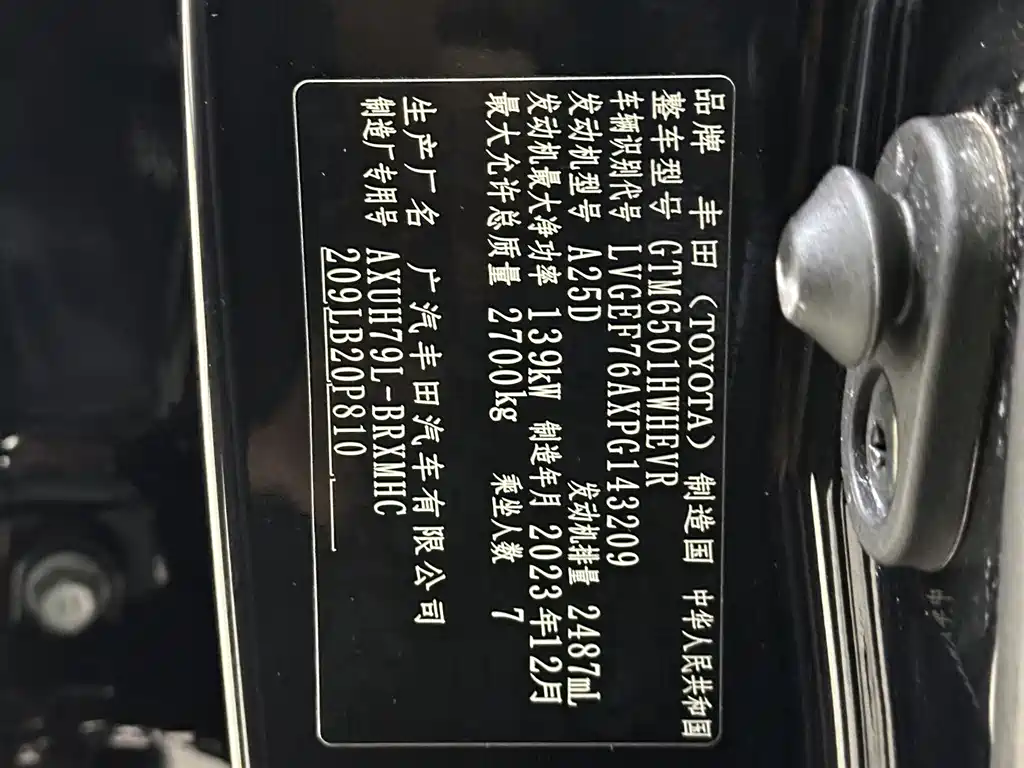 品牌 丰田(TOYOTA) 制造国 中华人民共和国
整车型号 GTM6501HWHEVR
车辆识别代号 LVGEF76AXPG143209
发动机型号 A25D 发动机排量 2487mL
发动机最大净功率 139kW 制造年月 2023年12月
最大允许总质量 2700kg 乘坐人数 7
生产厂名 广汽丰田汽车有限公司
制造厂专用号 AXUH79L-BRXMHC
209LB20P810